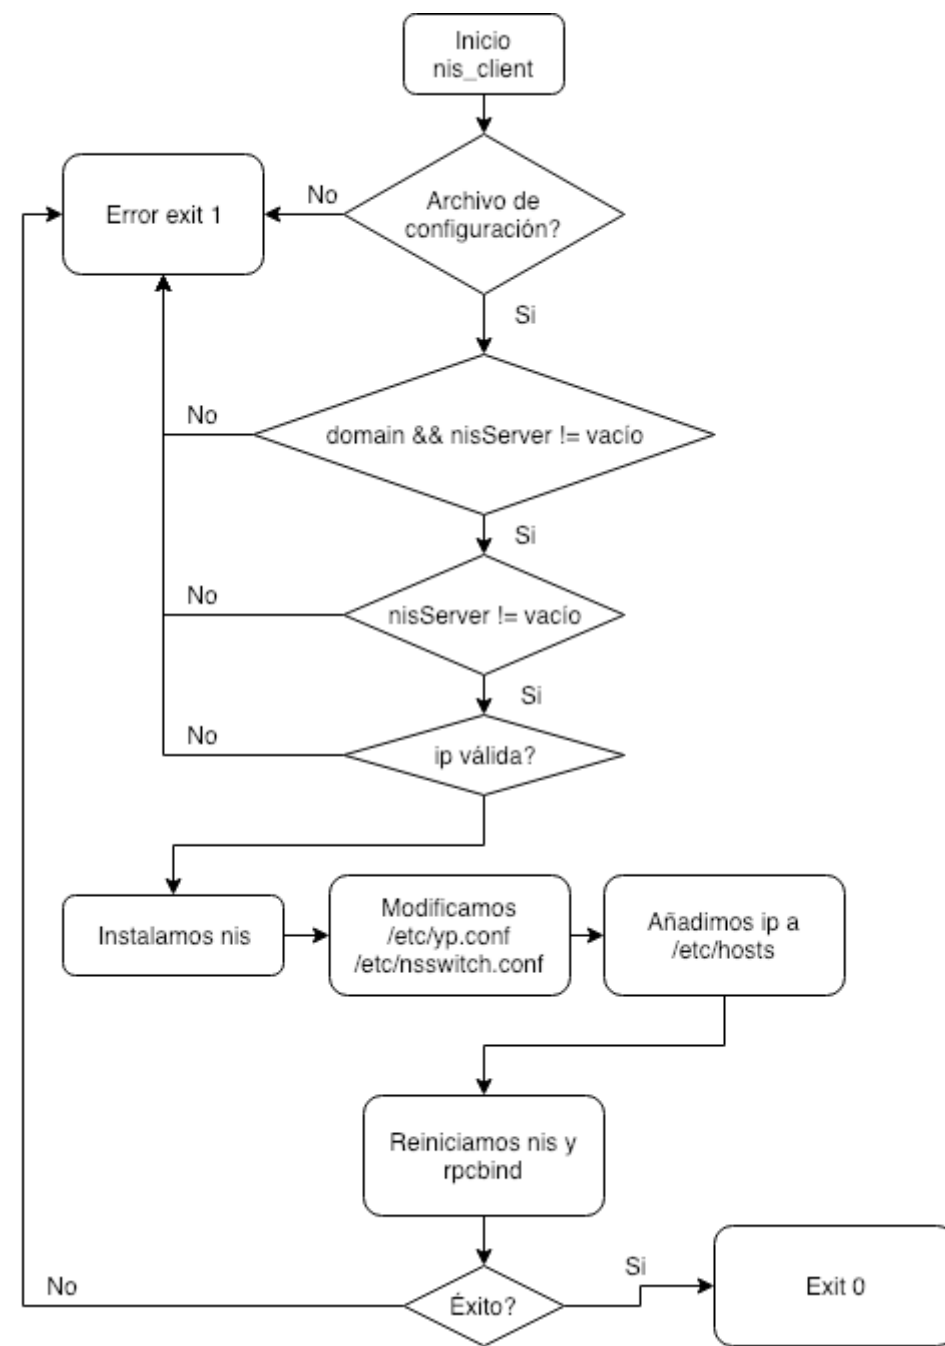 Inicio
nis_client
Archivo de
configuración?
No
Error exit 1
Si
domain && nisServer != vacío
No
Si
nisServer != vacío
No
Si
ip válida?
No
Instalamos nis
Modificamos
/etc/yp.conf
/etc/nsswitch.conf
Añadimos ip a
/etc/hosts
Reiniciamos nis y
rpcbind
Éxito?
No
Si
Exit 0